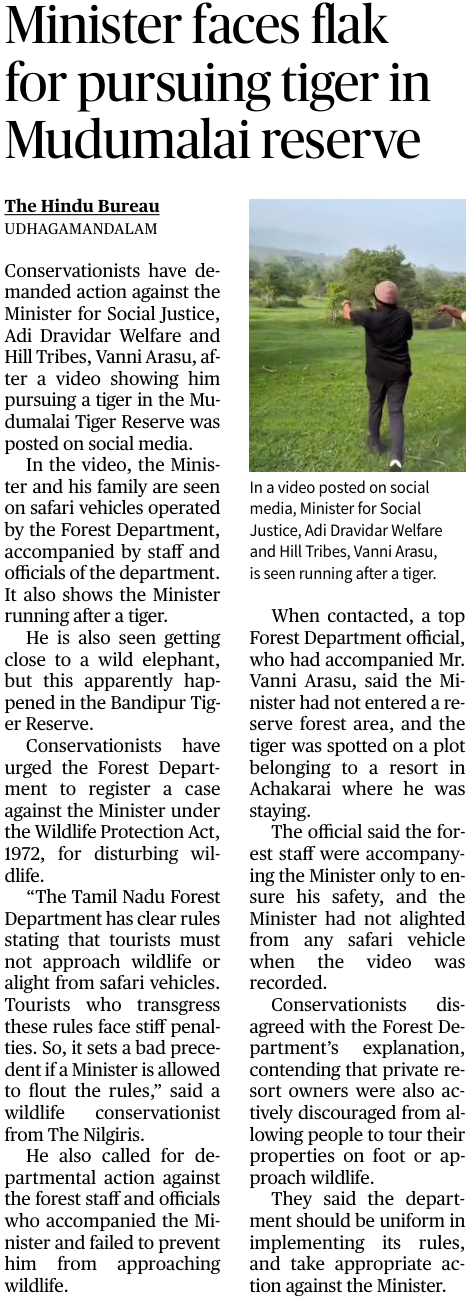 Minister faces flak
for pursuing tiger in
Mudumalai reserve
The Hindu Bureau
UDHAGAMANDALAM
Conservationists have de-
manded action against the
Minister for Social Justice,
Adi Dravidar Welfare and
Hill Tribes, Vanni Arasu, af-
ter a video showing him
pursuing a tiger in the Mu-
dumalai Tiger Reserve was
posted on social media.
In the video, the Minis-
ter and his family are seen
on safari vehicles operated
by the Forest Department,
accompanied by staff and
officials of the department.
It also shows the Minister
running after a tiger.
He is also seen getting
close to a wild elephant,
but this apparently hap-
pened in the Bandipur Tig-
er Reserve.
Conservationists have
urged the Forest Depart-
ment to register a case
against the Minister under
the Wildlife Protection Act,
1972, for disturbing wil-
dlife.
“The Tamil Nadu Forest
Department has clear rules
stating that tourists must
not approach wildlife or
alight from safari vehicles.
Tourists who transgress
these rules face stiff penal-
ties. So, it sets a bad prece-
dent if a Minister is allowed
to flout the rules,” said a
wildlife conservationist
from The Nilgiris.
He also called for de-
partmental action against
the forest staff and officials
who accompanied the Mi-
nister and failed to prevent
him from approaching
wildlife.
In a video posted on social
media, Minister for Social
Justice, Adi Dravidar Welfare
and Hill Tribes, Vanni Arasu,
is seen running after a tiger.
When contacted, a top
Forest Department official,
who had accompanied Mr.
Vanni Arasu, said the Mi-
nister had not entered a re-
serve forest area, and the
tiger was spotted on a plot
belonging to a resort in
Achakarai where he was
staying.
The official said the for-
est staff were accompany-
ing the Minister only to en-
sure his safety, and the
Minister had not alighted
from any safari vehicle
when the video was
recorded.
Conservationists dis-
agreed with the Forest De-
partment’s explanation,
contending that private re-
sort owners were also ac-
tively discouraged from al-
lowing people to tour their
properties on foot or ap-
proach wildlife.
They said the depart-
ment should be uniform in
implementing its rules,
and take appropriate ac-
tion against the Minister.